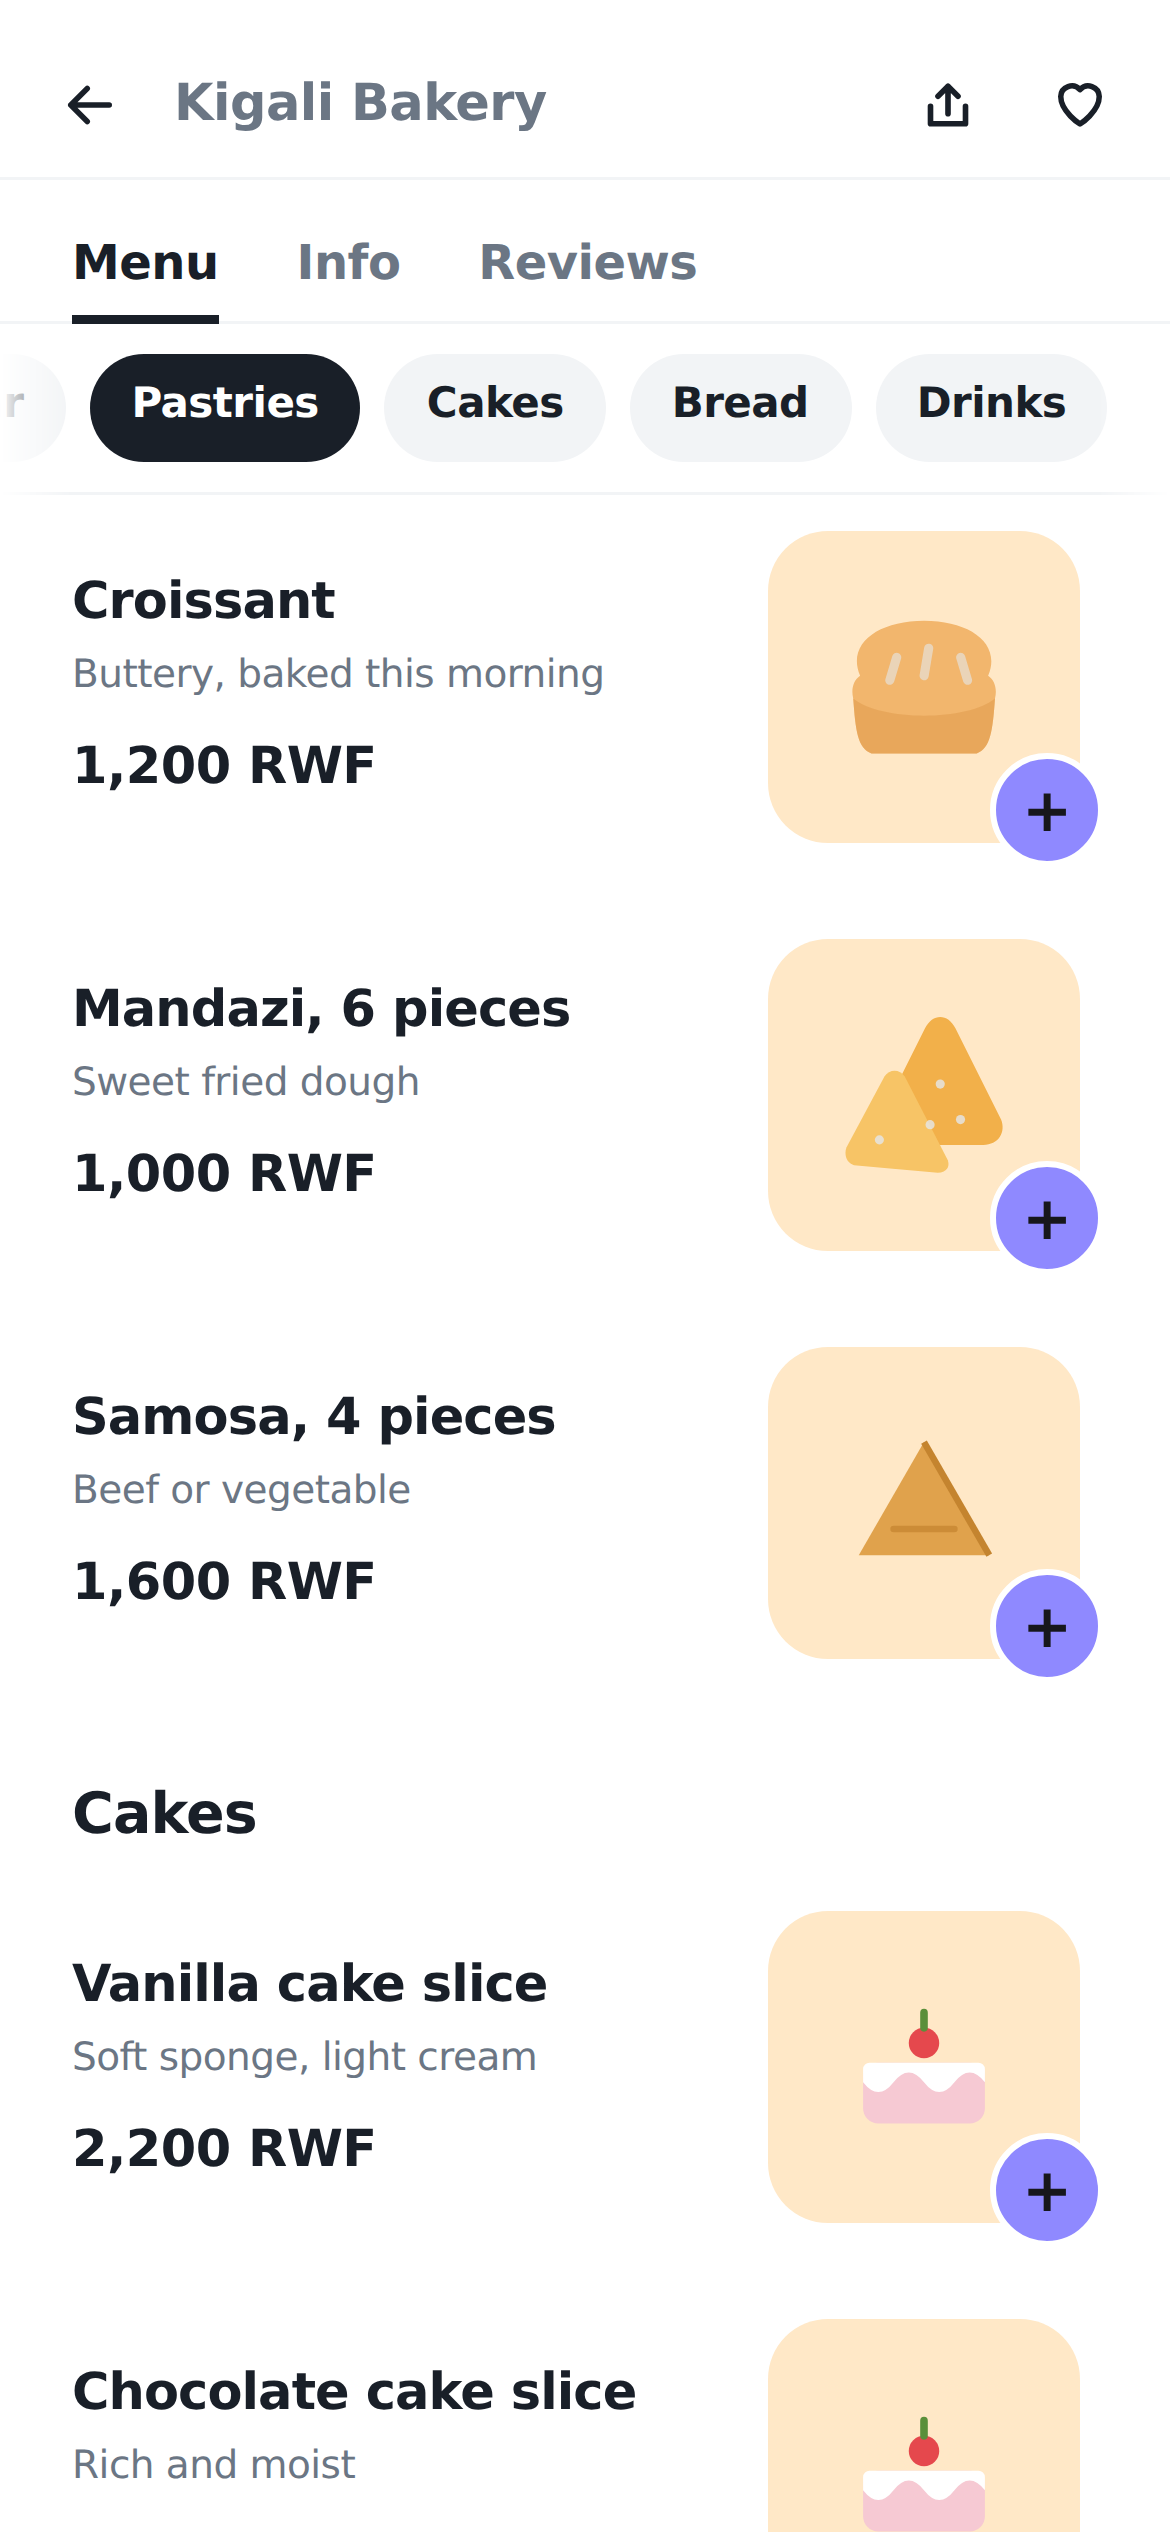 Kigali Bakery
Menu Info Reviews
Pastries Cakes Bread Drinks
Croissant
Buttery, baked this morning
1,200 RWF
+
Mandazi, 6 pieces
Sweet fried dough
1,000 RWF
+
Samosa, 4 pieces
Beef or vegetable
1,600 RWF
+
Cakes
Vanilla cake slice
Soft sponge, light cream
2,200 RWF
+
Chocolate cake slice
Rich and moist